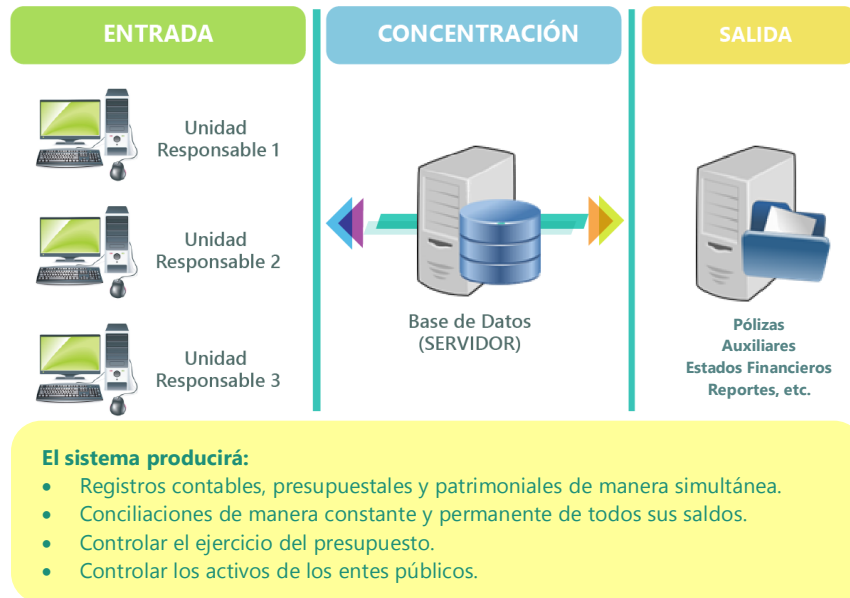 ENTRADA
CONCENTRACIÓN
SALIDA
Unidad
Responsable 1
Unidad
Responsable 2
Unidad
Responsable 3
Base de Datos
(SERVIDOR)
Pólizas
Auxiliares
Estados Financieros
Reportes, etc.
El sistema producirá:
• Registros contables, presupuestales y patrimoniales de manera simultánea.
• Conciliaciones de manera constante y permanente de todos sus saldos.
• Controlar el ejercicio del presupuesto.
• Controlar los activos de los entes públicos.